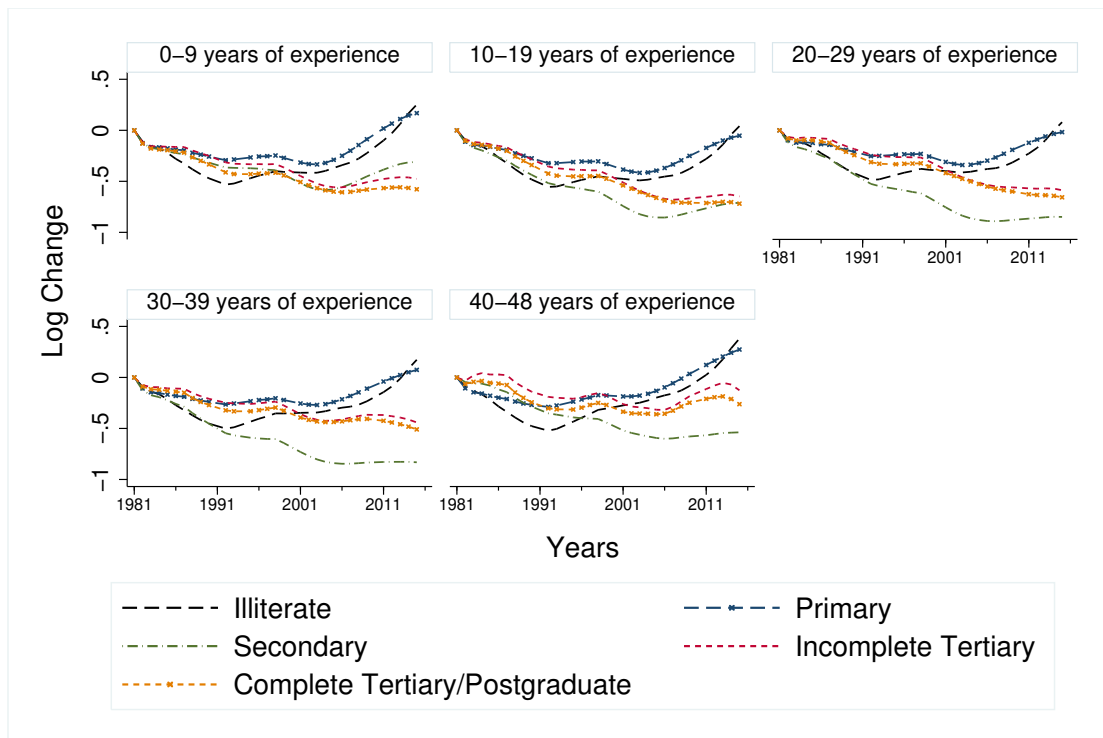 0−9 years of experience
10−19 years of experience
20−29 years of experience
.5
0
−.5
−1
1981 1991 2001 2011
30−39 years of experience
40−48 years of experience
.5
0
−.5
−1
1981 1991 2001 2011
1981 1991 2001 2011
Log Change
Years
Illiterate
Primary
Secondary
Incomplete Tertiary
Complete Tertiary/Postgraduate